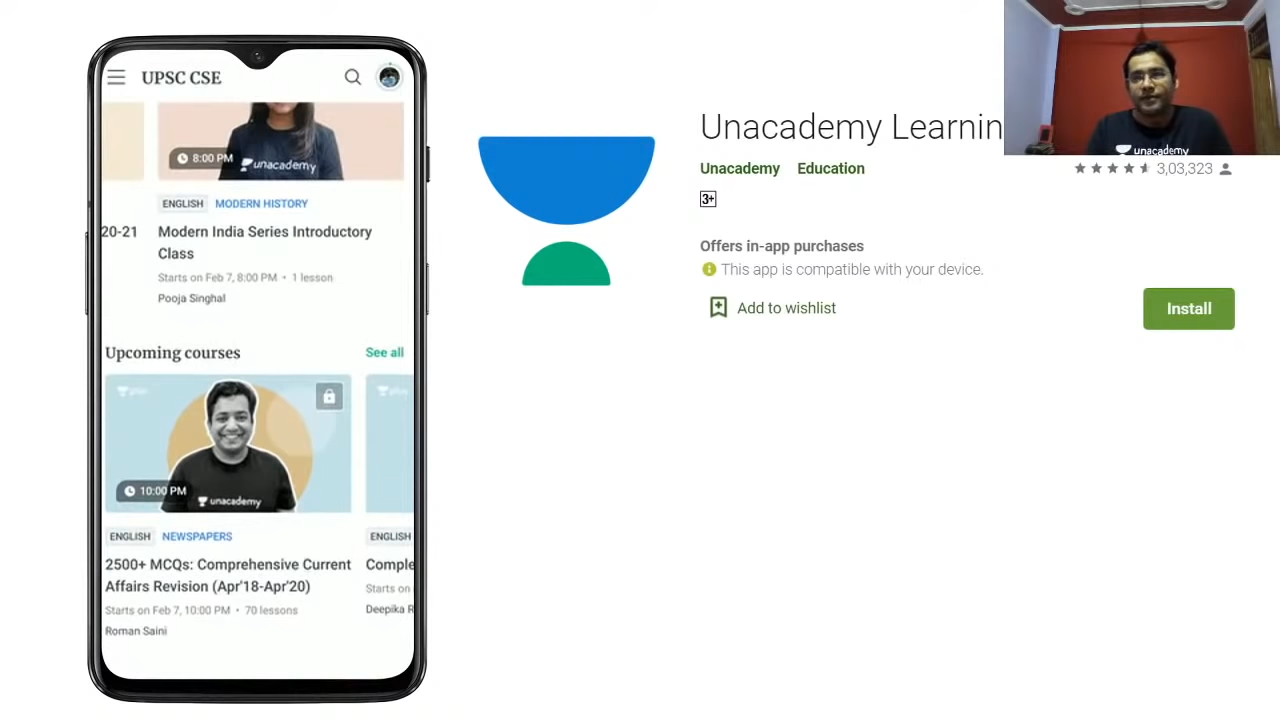 UPSC CSE
8:00 PM
unacademy
ENGLISH MODERN HISTORY
20-21
Modern India Series Introductory
Class
Starts on Feb 7, 8:00 PM • 1 lesson
Pooja Singhal
Upcoming courses
See all
plus
plus
10:00 PM
unacademy
ENGLISH NEWSPAPERS
2500+ MCQs: Comprehensive Current
Affairs Revision (Apr'18-Apr'20)
Starts on Feb 7, 10:00 PM • 70 lessons
Roman Saini
ENGLISH
Comple
Starts on
Deepika R
Unacademy Learnin
Unacademy Education
3,03,323
3+
Offers in-app purchases
This app is compatible with your device.
Add to wishlist
Install
unacademy